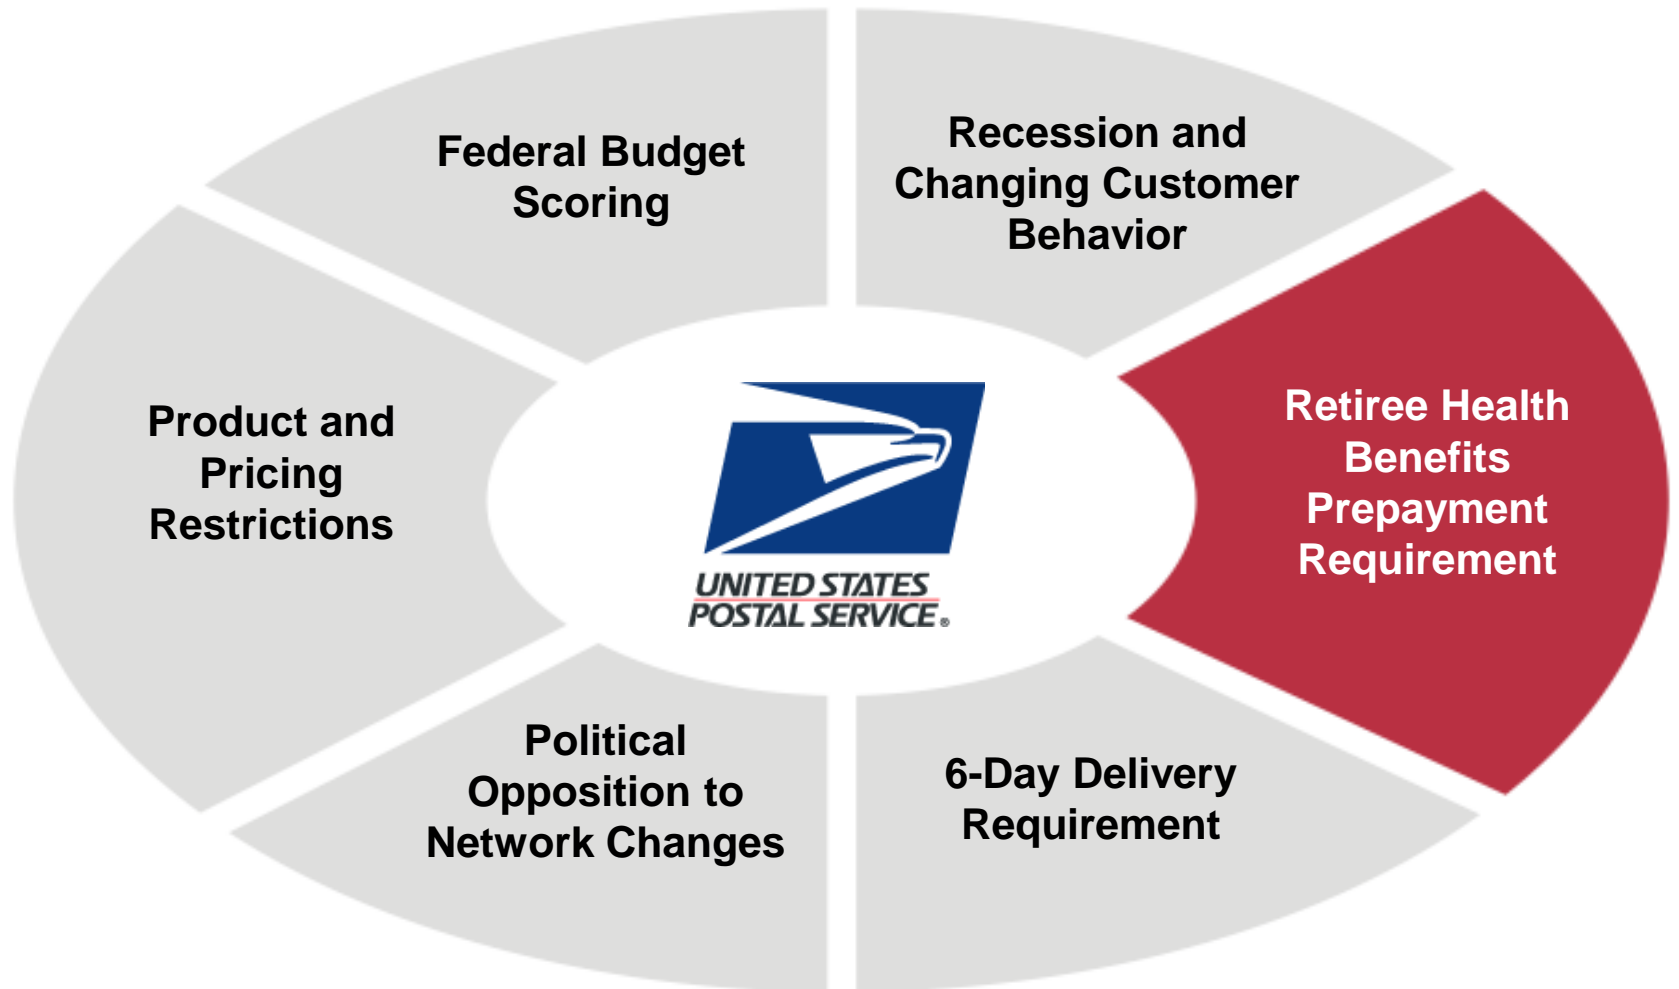 Federal Budget
Scoring
Recession and
Changing Customer
Behavior
Retiree Health
Benefits
Prepayment
Requirement
6-Day Delivery
Requirement
Political
Opposition to
Network Changes
Product and
Pricing
Restrictions
UNITED STATES
POSTAL SERVICE®